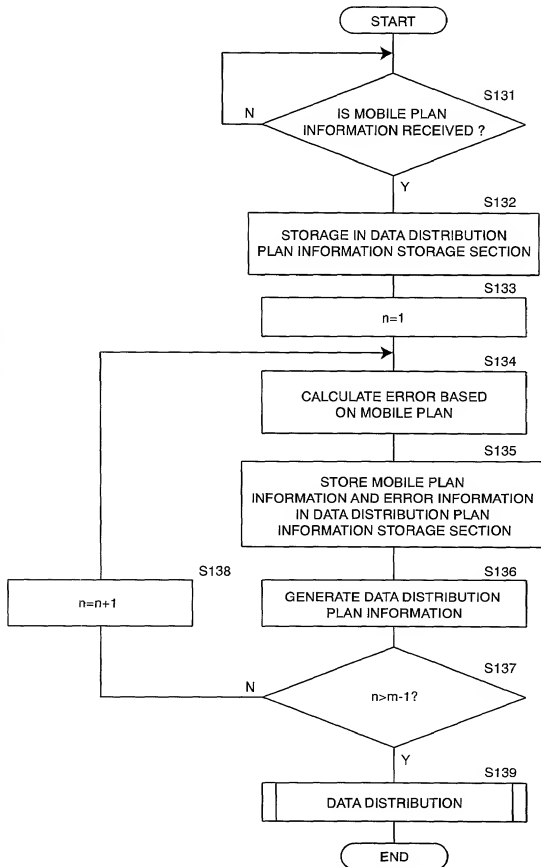 START
S131
N
IS MOBILE PLAN
INFORMATION RECEIVED ?
Y
S132
STORAGE IN DATA DISTRIBUTION
PLAN INFORMATION STORAGE SECTION
S133
n=1
S134
CALCULATE ERROR BASED
ON MOBILE PLAN
S135
STORE MOBILE PLAN
INFORMATION AND ERROR INFORMATION
IN DATA DISTRIBUTION PLAN
INFORMATION STORAGE SECTION
S138
n=n+1
S136
GENERATE DATA DISTRIBUTION
PLAN INFORMATION
S137
N
n>m-1?
Y
S139
DATA DISTRIBUTION
END